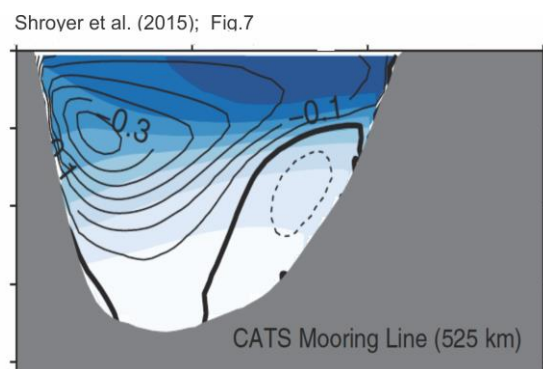 Shroyer et al. (2015); Fig.7
-0.3
-0.1
CATS Mooring Line (525 km)